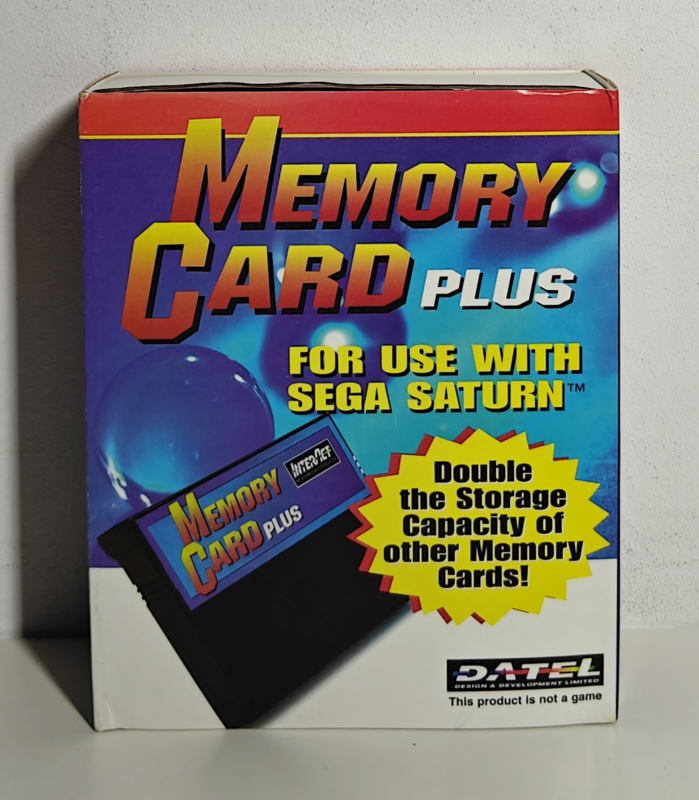 MEMORY
CARD PLUS
FOR USE WITH
SEGA SATURN™
INTERACT
MEMORY
CARD PLUS
Double
the Storage
Capacity of
other Memory
Cards!
DATEL
DESIGN & DEVELOPMENT LIMITED
This product is not a game